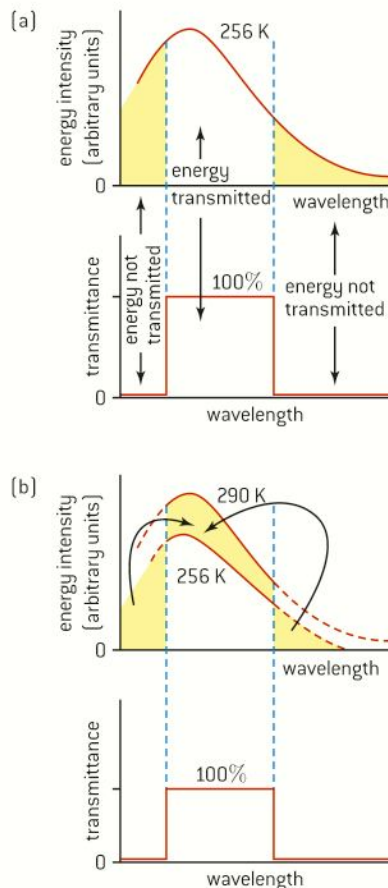 (a)
256 K
energy intensity
(arbitrary units)
0
energy
transmitted
wavelength
energy not
transmitted
energy not
transmitted
transmittance
100%
0
wavelength
(b)
290 K
256 K
energy intensity
(arbitrary units)
0
wavelength
transmittance
100%
0
wavelength